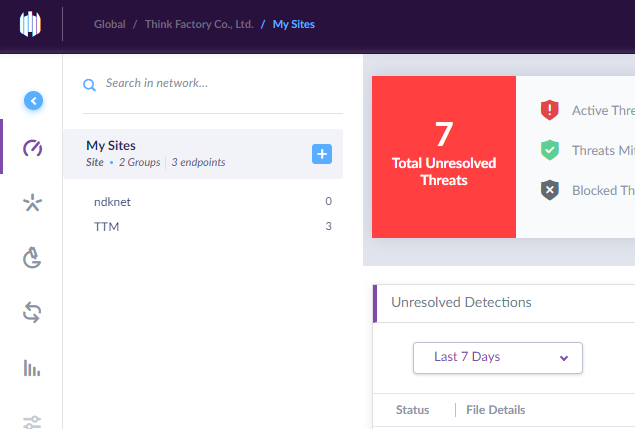 Global / Think Factory Co., Ltd. / My Sites
Search in network...
My Sites
Site • 2 Groups | 3 endpoints
ndknet 0
TTM 3
7
Total Unresolved
Threats
Active Thre
Threats Mit
Blocked Th
Unresolved Detections
Last 7 Days
Status | File Details